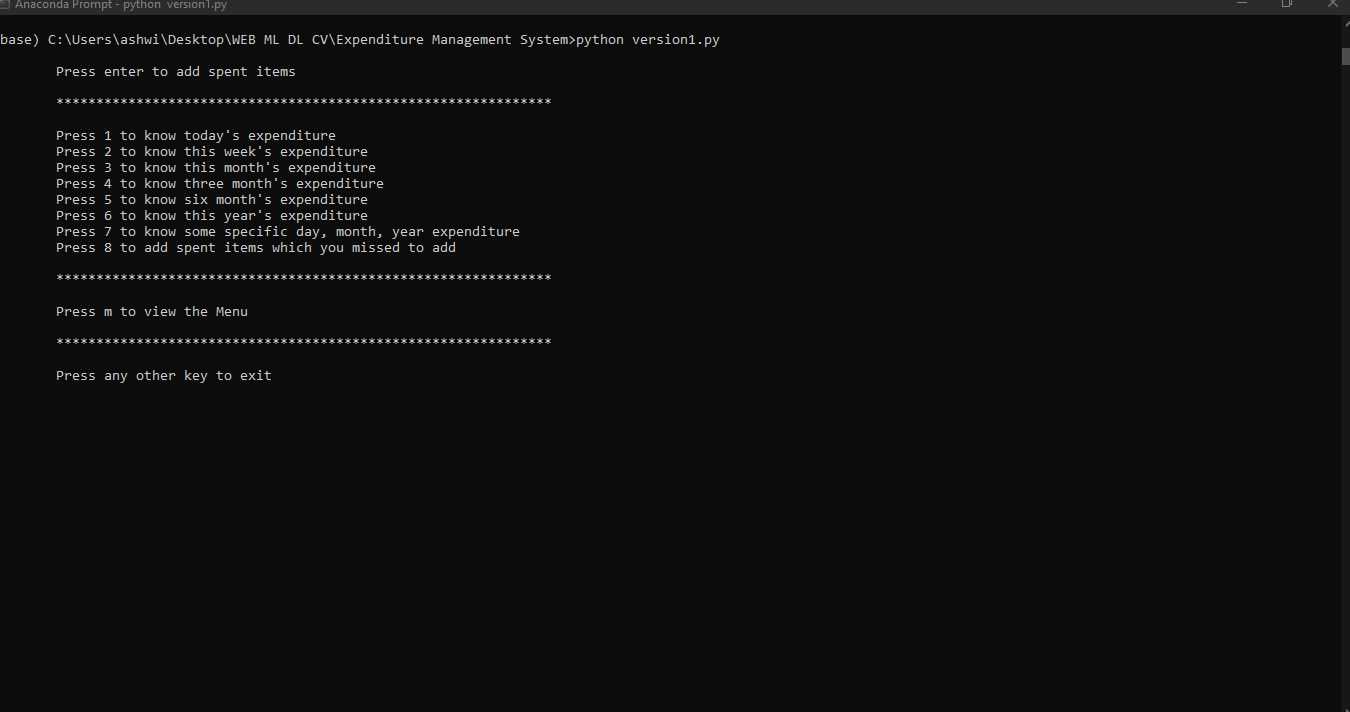 Anaconda Prompt - python version1.py
base) C:\Users\ashwi\Desktop\WEB ML DL CV\Expenditure Management System>python version1.py
Press enter to add spent items
**************************************************************
Press 1 to know today's expenditure
Press 2 to know this week's expenditure
Press 3 to know this month's expenditure
Press 4 to know three month's expenditure
Press 5 to know six month's expenditure
Press 6 to know this year's expenditure
Press 7 to know some specific day, month, year expenditure
Press 8 to add spent items which you missed to add
**************************************************************
Press m to view the Menu
**************************************************************
Press any other key to exit